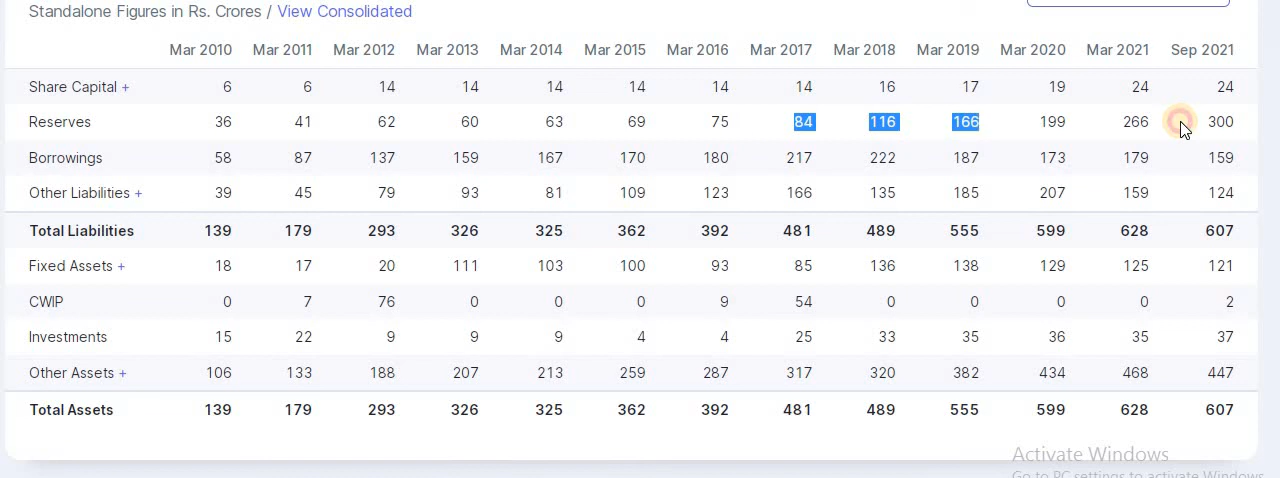 Standalone Figures in Rs. Crores / View Consolidated
Mar 2010 Mar 2011 Mar 2012 Mar 2013 Mar 2014 Mar 2015 Mar 2016 Mar 2017 Mar 2018 Mar 2019 Mar 2020 Mar 2021 Sep 2021
Share Capital + 6 6 14 14 14 14 14 14 16 17 19 24 24
Reserves 36 41 62 60 63 69 75 84 116 166 199 266 300
Borrowings 58 87 137 159 167 170 180 217 222 187 173 179 159
Other Liabilities + 39 45 79 93 81 109 123 166 135 185 207 159 124
Total Liabilities 139 179 293 326 325 362 392 481 489 555 599 628 607
Fixed Assets + 18 17 20 111 103 100 93 85 136 138 129 125 121
CWIP 0 7 76 0 0 0 9 54 0 0 0 0 2
Investments 15 22 9 9 9 4 4 25 33 35 36 35 37
Other Assets + 106 133 188 207 213 259 287 317 320 382 434 468 447
Total Assets 139 179 293 326 325 362 392 481 489 555 599 628 607
Activate Windows
Go to PC settings to activate Windows